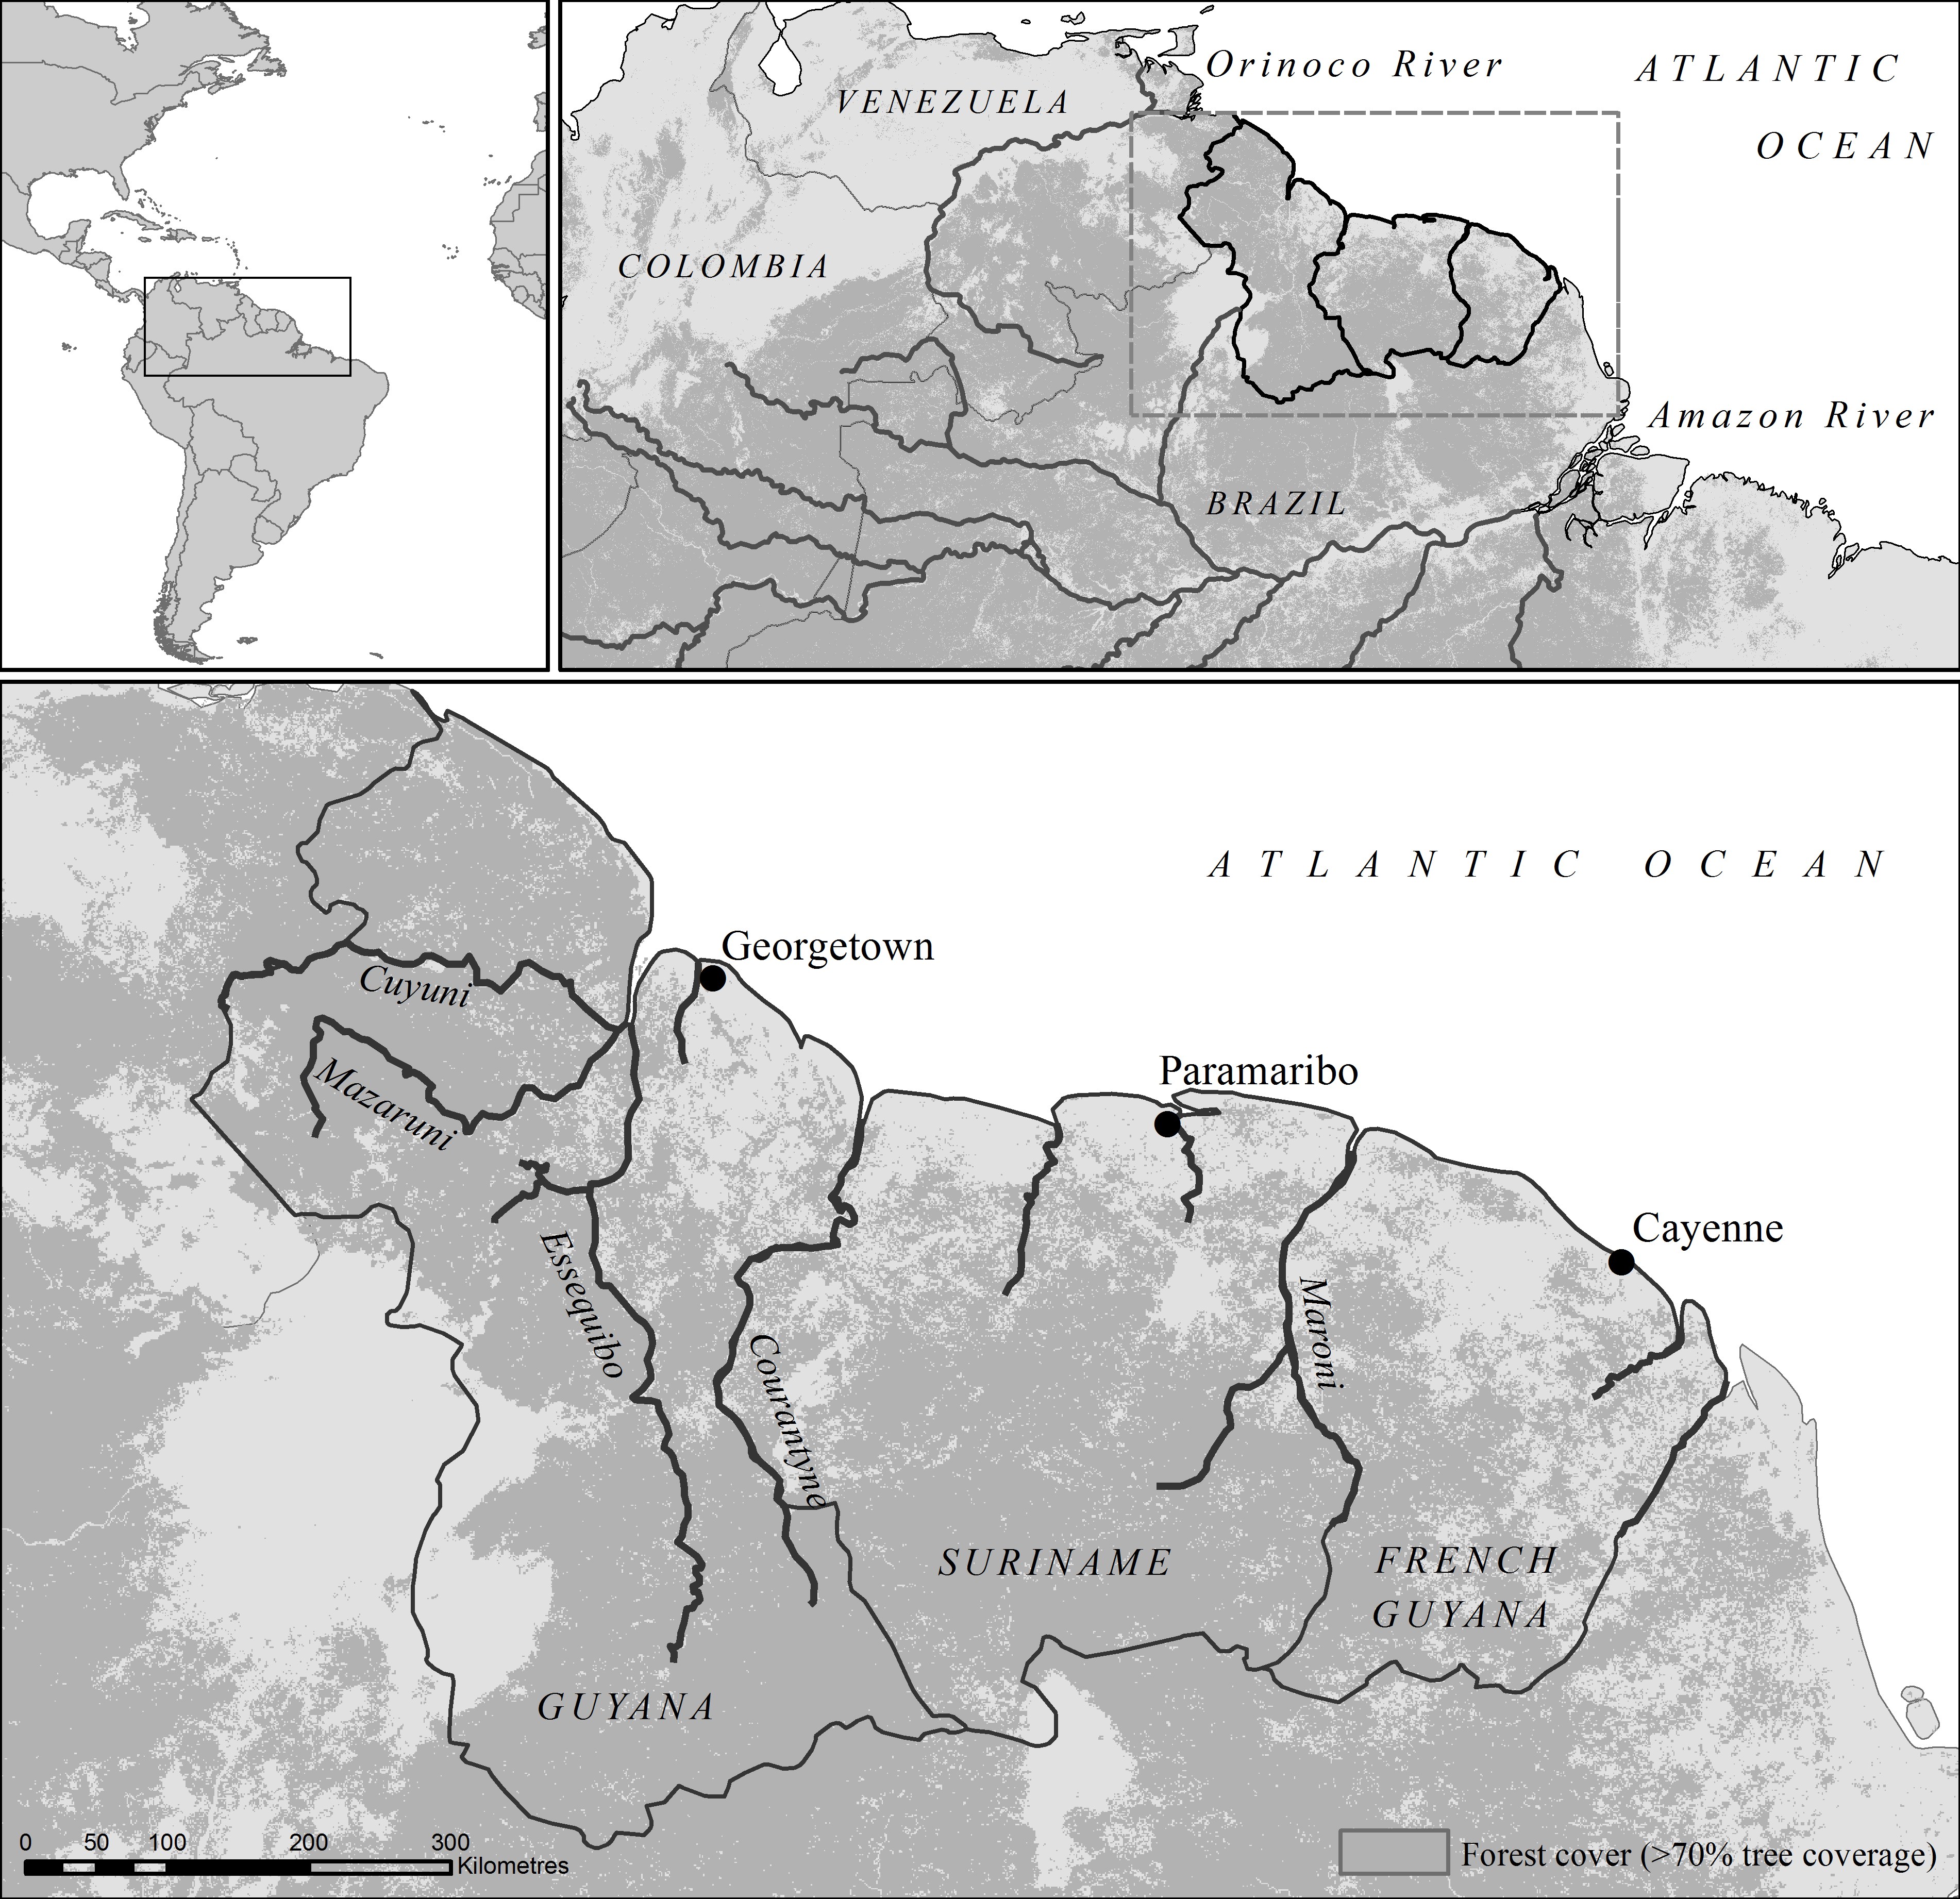 Orinoco River
ATLANTIC
OCEAN
VENEZUELA
COLOMBIA
Amazon River
BRAZIL
ATLANTIC OCEAN
Georgetown
Cuyuni
Mazaruni
Paramaribo
Essequibo
Courantyne
Maroni
Cayenne
SURINAME
FRENCH
GUYANA
GUYANA
0 50 100 200 300
Kilometres
Forest cover (>70% tree coverage)